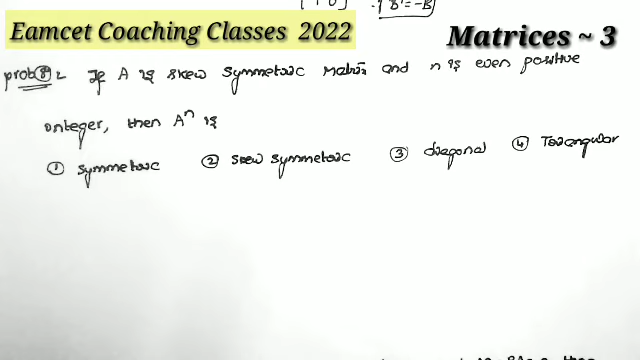 Eamcet Coaching Classes 2022
Matrices ~ 3
B' = -B
prob ⑧ : If A is skew symmetric Matrix and n is even positive
integer, then Aⁿ is
① symmetric ② skew symmetric ③ diagonal ④ Triangular